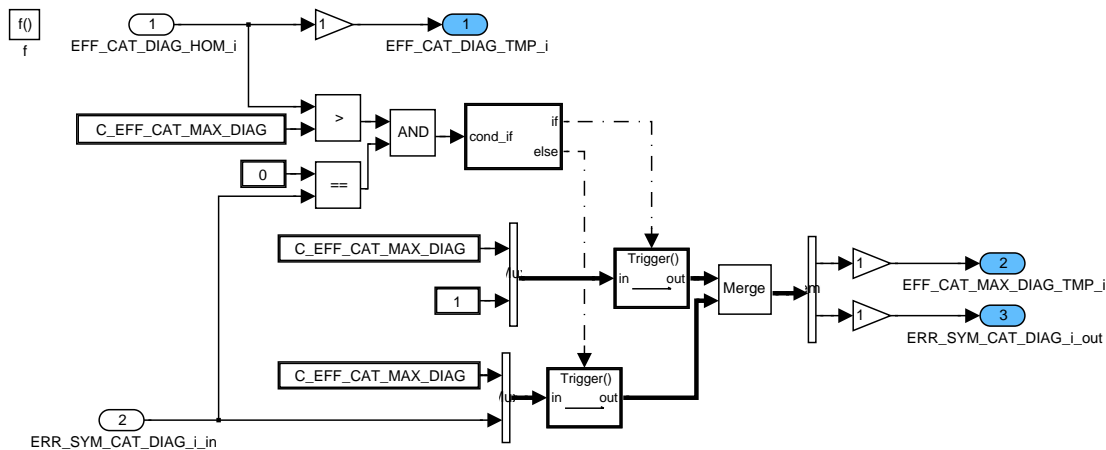 f()
f
1
EFF_CAT_DIAG_HOM_i
1
1
EFF_CAT_DIAG_TMP_i
C_EFF_CAT_MAX_DIAG
>
AND
cond_if
if
else
0
==
C_EFF_CAT_MAX_DIAG
1
Trigger()
in
out
Merge
1
2
EFF_CAT_MAX_DIAG_TMP_i
1
3
ERR_SYM_CAT_DIAG_i_out
C_EFF_CAT_MAX_DIAG
Trigger()
in
out
2
ERR_SYM_CAT_DIAG_i_in